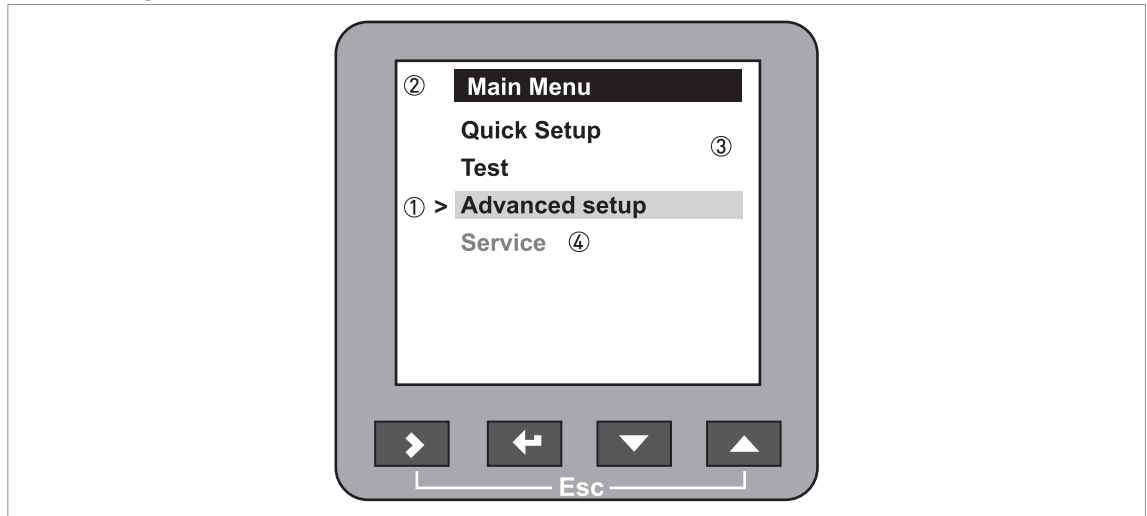 ② Main Menu
Quick Setup
③
Test
① > Advanced setup
Service ④
Esc